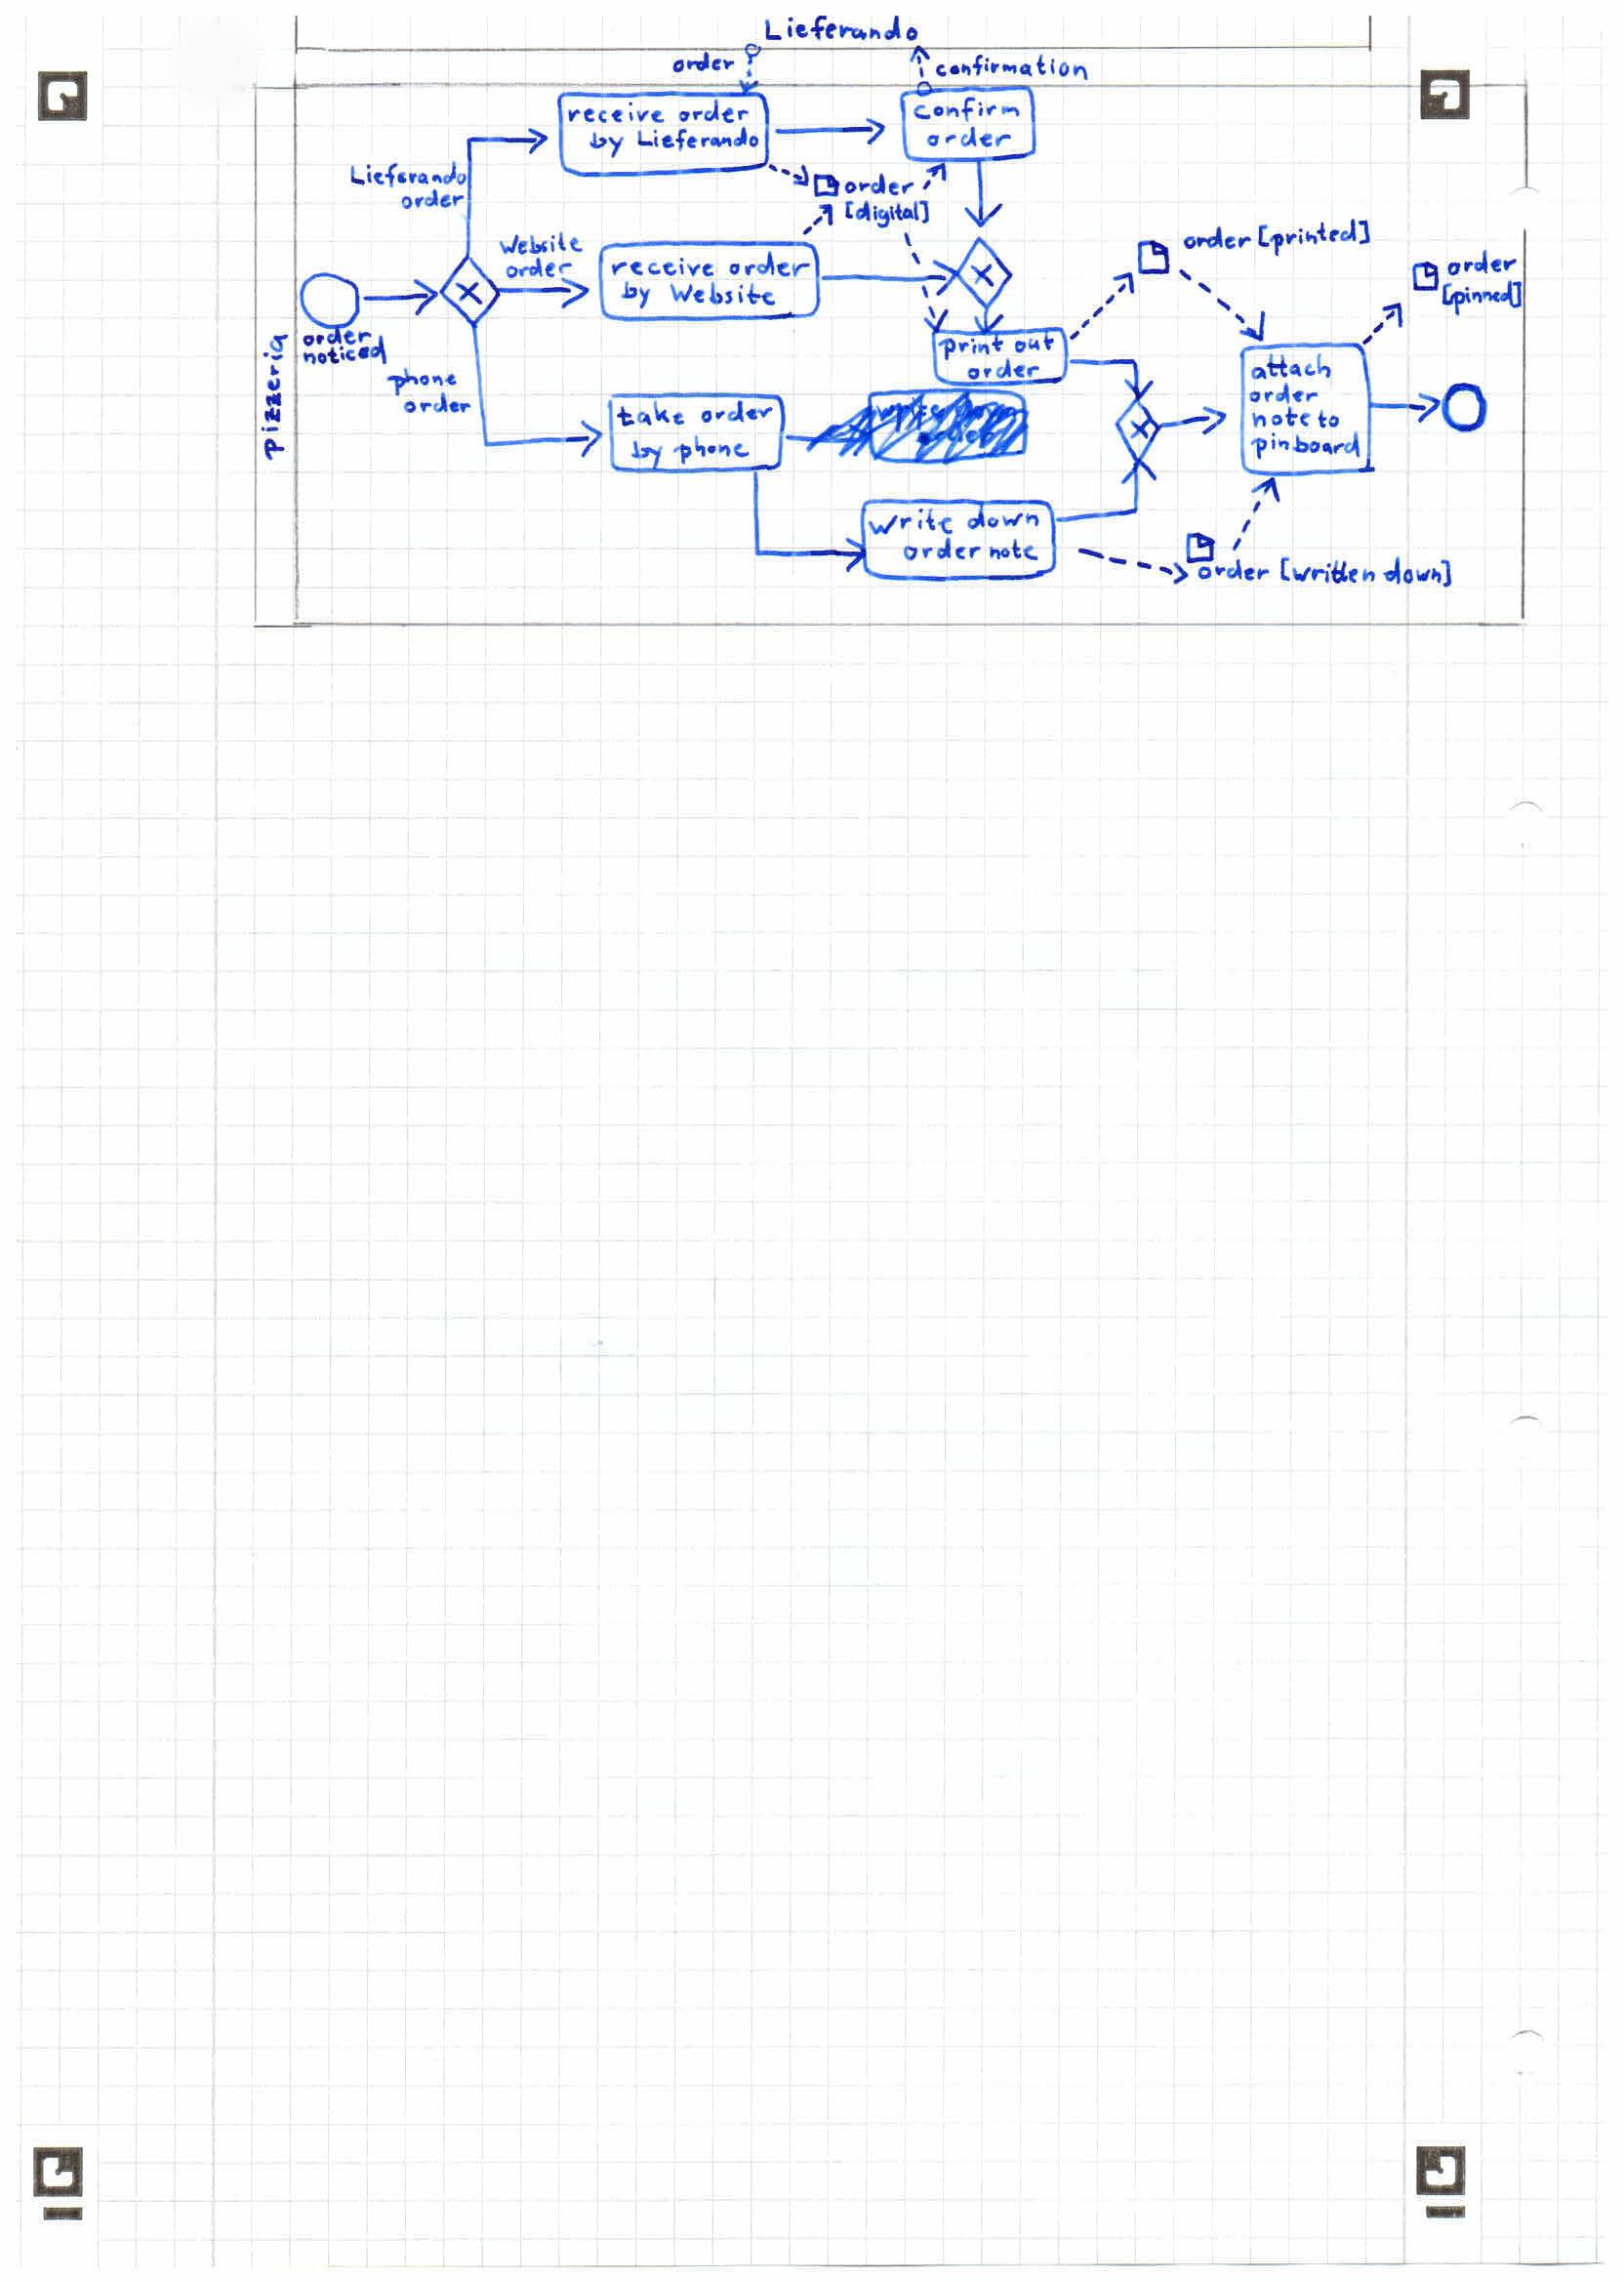 Lieferando
order
confirmation
receive order
by Lieferando
confirm
order
Lieferando
order
order
[digital]
Website
order
receive order
by Website
order [printed]
order
[pinned]
order
noticed
Pizzeria
print out
order
phone
order
take order
by phone
attach
order
note to
pinboard
write down
order note
order [written down]